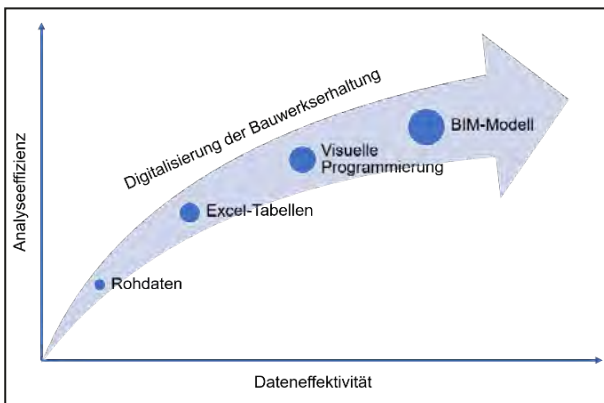 Digitalisierung der Bauwerkserhaltung
BIM-Modell
Visuelle
Programmierung
Excel-Tabellen
Rohdaten
Analyseeffizienz
Dateneffektivität